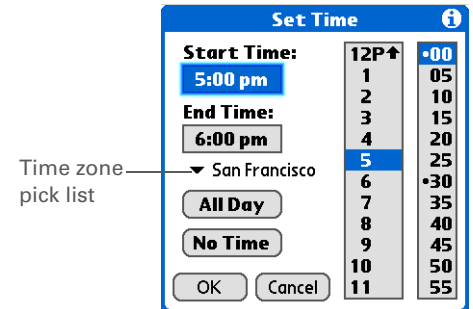 Set Time
Start Time:
5:00 pm
End Time:
6:00 pm
San Francisco
All Day
No Time
OK Cancel
12P
1
2
3
4
5
6
7
8
9
10
11
•00
05
10
15
20
25
•30
35
40
45
50
55
Time zone
pick list